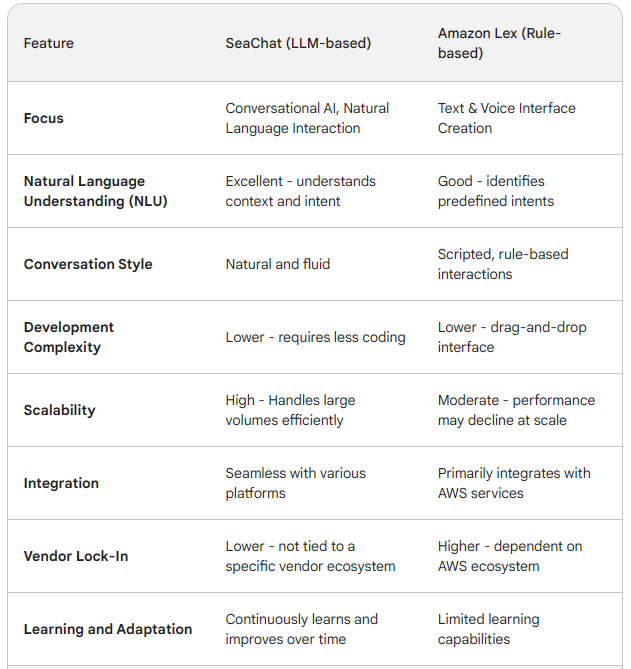 Feature
SeaChat (LLM-based)
Amazon Lex (Rule-
based)
Focus
Conversational AI, Natural
Language Interaction
Text & Voice Interface
Creation
Natural Language
Understanding (NLU)
Excellent - understands
context and intent
Good - identifies
predefined intents
Conversation Style
Natural and fluid
Scripted, rule-based
interactions
Development
Complexity
Lower - requires less coding
Lower - drag-and-drop
interface
Scalability
High - Handles large
volumes efficiently
Moderate - performance
may decline at scale
Integration
Seamless with various
platforms
Primarily integrates with
AWS services
Vendor Lock-In
Lower - not tied to a
specific vendor ecosystem
Higher - dependent on
AWS ecosystem
Learning and Adaptation
Continuously learns and
improves over time
Limited learning
capabilities